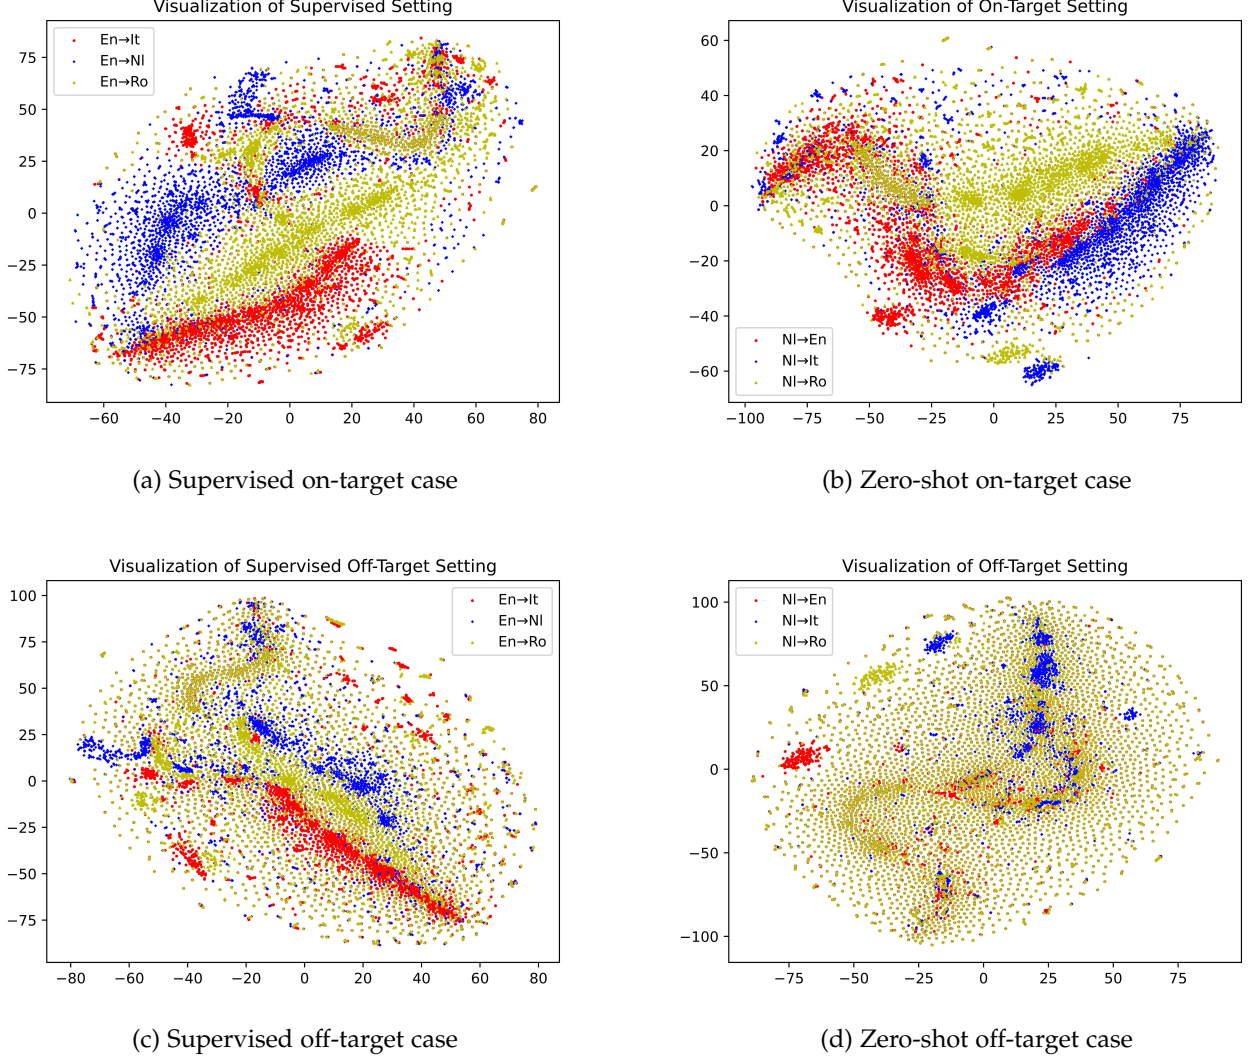 Visualization of Supervised Setting
En→It
En→Nl
En→Ro
75
50
25
0
−25
−50
−75
−60 −40 −20 0 20 40 60 80
(a) Supervised on-target case
Visualization of On-Target Setting
60
40
20
0
−20
−40
−60
Nl→En
Nl→It
Nl→Ro
−100 −75 −50 −25 0 25 50 75
(b) Zero-shot on-target case
Visualization of Supervised Off-Target Setting
En→It
En→Nl
En→Ro
100
75
50
25
0
−25
−50
−75
−80 −60 −40 −20 0 20 40 60 80
(c) Supervised off-target case
Visualization of Off-Target Setting
Nl→En
Nl→It
Nl→Ro
100
50
0
−50
−100
−75 −50 −25 0 25 50 75
(d) Zero-shot off-target case